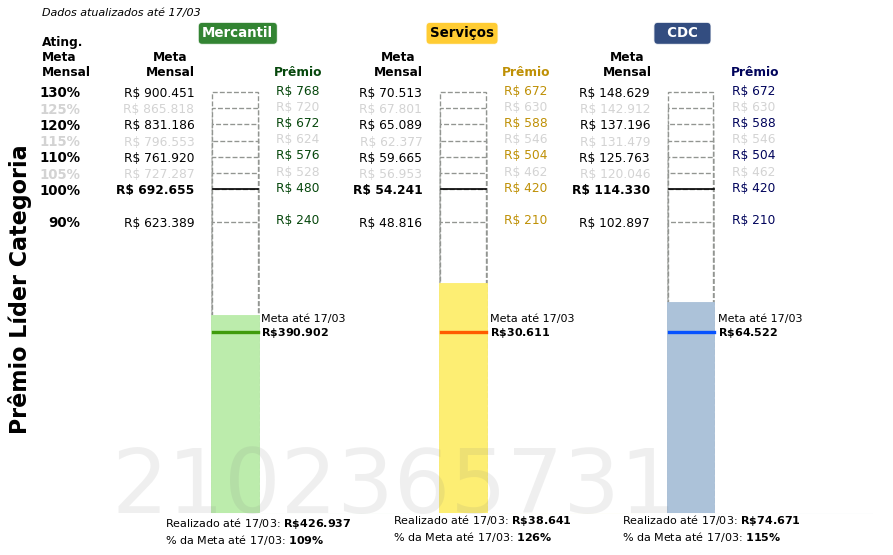 Dados atualizados até 17/03
Mercantil Serviços CDC
Ating. Meta Mensal Meta Mensal Prêmio Meta Mensal Prêmio Meta Mensal Prêmio
130% R$ 900.451 R$ 768 R$ 70.513 R$ 672 R$ 148.629 R$ 672
125% R$ 865.818 R$ 720 R$ 67.801 R$ 630 R$ 142.912 R$ 630
120% R$ 831.186 R$ 672 R$ 65.089 R$ 588 R$ 137.196 R$ 588
115% R$ 796.553 R$ 624 R$ 62.377 R$ 546 R$ 131.479 R$ 546
110% R$ 761.920 R$ 576 R$ 59.665 R$ 504 R$ 125.763 R$ 504
105% R$ 727.287 R$ 528 R$ 56.953 R$ 462 R$ 120.046 R$ 462
100% R$ 692.655 R$ 480 R$ 54.241 R$ 420 R$ 114.330 R$ 420
90% R$ 623.389 R$ 240 R$ 48.816 R$ 210 R$ 102.897 R$ 210
Prêmio Líder Categoria
Meta até 17/03 Meta até 17/03 Meta até 17/03
R$390.902 R$30.611 R$64.522
2102365731
Realizado até 17/03: R$426.937 Realizado até 17/03: R$38.641 Realizado até 17/03: R$74.671
% da Meta até 17/03: 109% % da Meta até 17/03: 126% % da Meta até 17/03: 115%